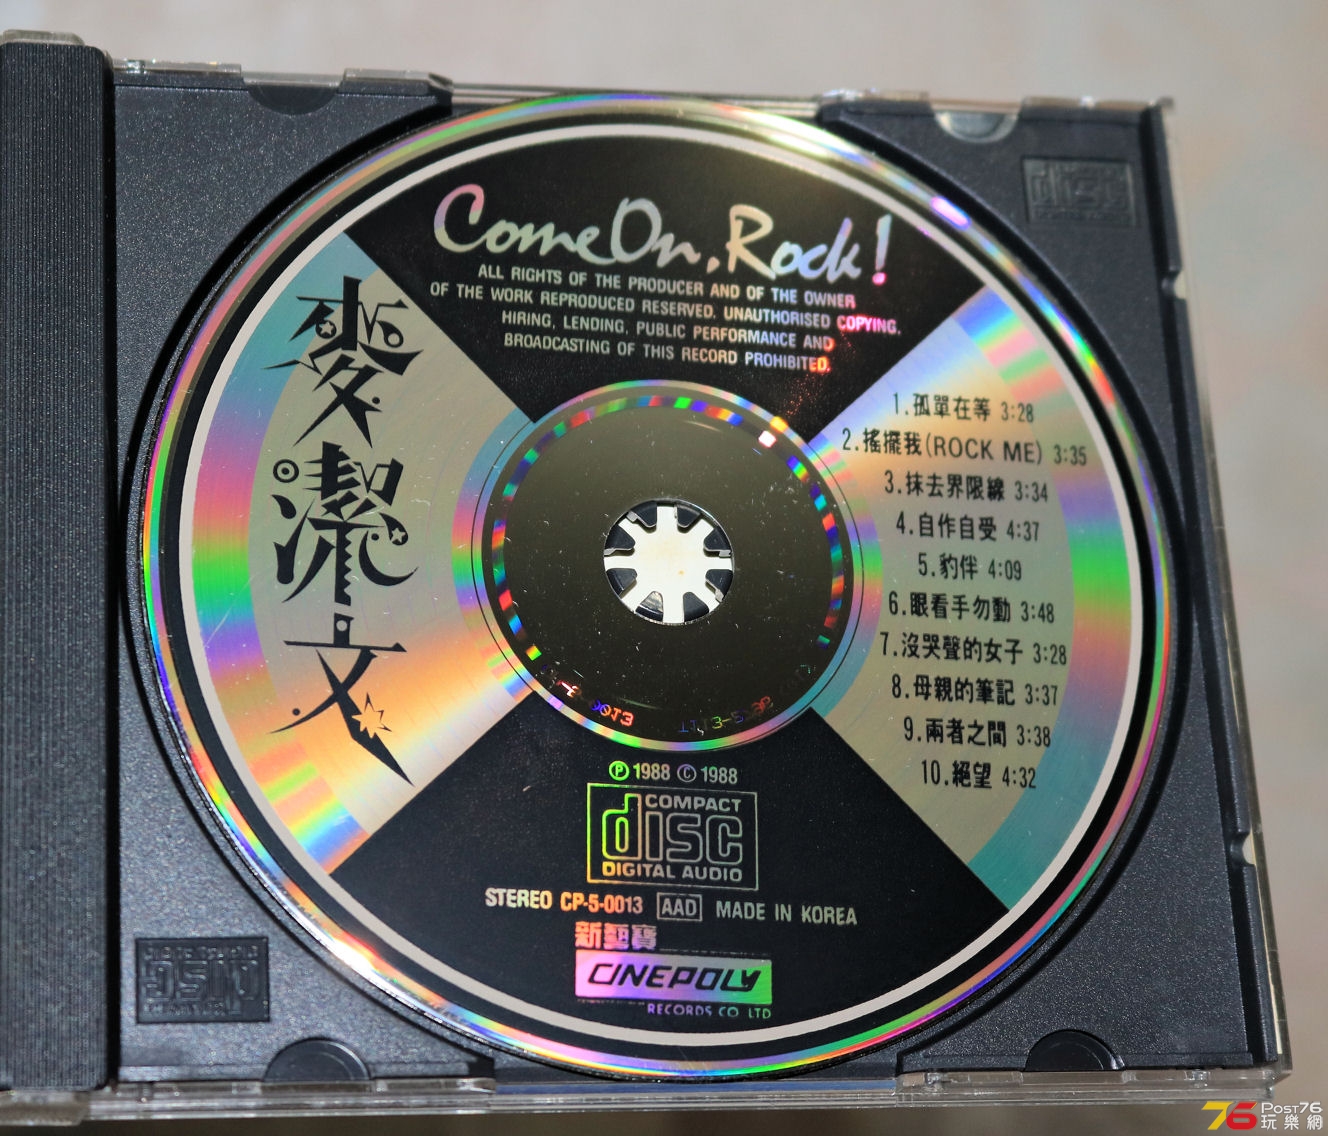 Come On, Rock!
ALL RIGHTS OF THE PRODUCER AND OF THE OWNER
OF THE WORK REPRODUCED RESERVED. UNAUTHORISED COPYING,
HIRING, LENDING, PUBLIC PERFORMANCE AND
BROADCASTING OF THIS RECORD PROHIBITED.
夏潔文
1.孤單在等 3:28
2.搖擺我(ROCK ME) 3:35
3.抹去界限線 3:34
4.自作自受 4:37
5.豹伴 4:09
6.眼看手勿動 3:48
7.沒哭聲的女子 3:28
8.母親的筆記 3:37
9.兩者之間 3:38
10.絕望 4:32
Ⓟ 1988 © 1988
COMPACT
disc
DIGITAL AUDIO
STEREO CP-5-0013 AAD MADE IN KOREA
新藝寶
CINEPOLY
RECORDS CO LTD
disc
76 POST76
玩樂網